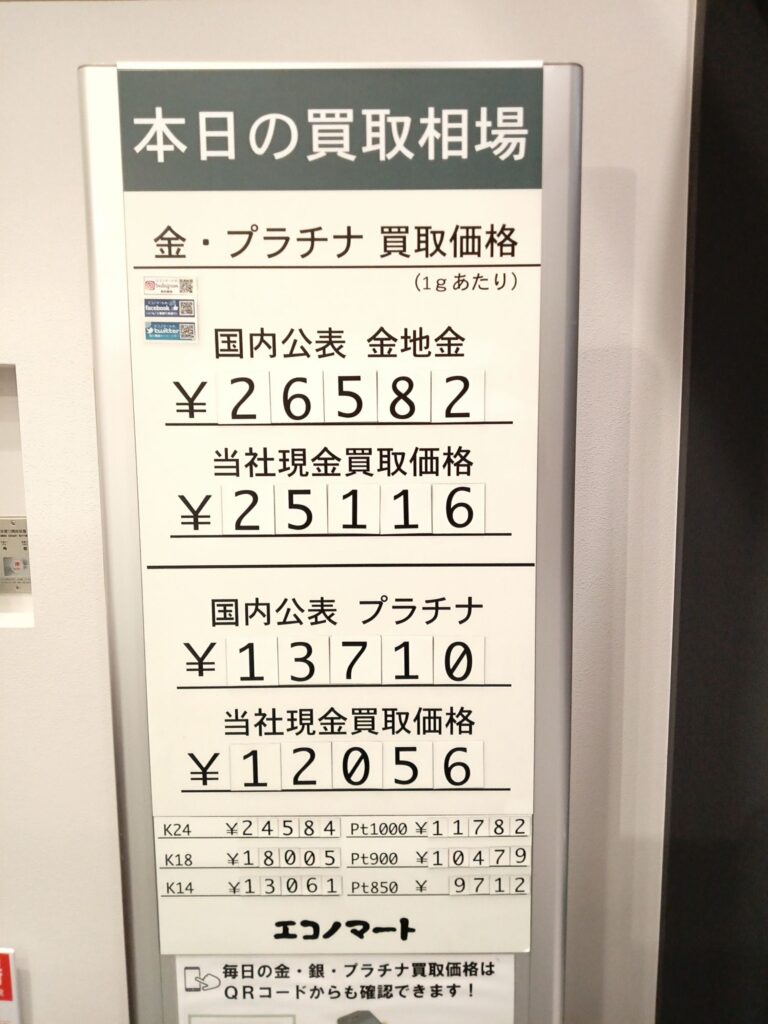 本日の買取相場
金・プラチナ 買取価格
(1gあたり)
Instagram
facebook
twitter
国内公表 金地金
¥26582
当社現金買取価格
¥25116
国内公表 プラチナ
¥13710
当社現金買取価格
¥12056
K24 ¥24584 Pt1000 ¥11782
K18 ¥18005 Pt900 ¥10479
K14 ¥13061 Pt850 ¥ 9712
エコノマート
毎日の金・銀・プラチナ買取価格は
QRコードからも確認できます!